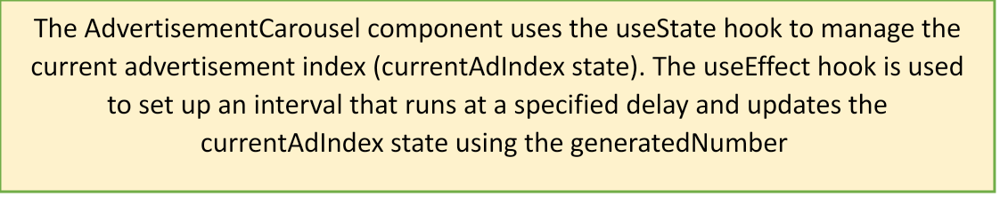 The AdvertisementCarousel component uses the useState hook to manage the
current advertisement index (currentAdIndex state). The useEffect hook is used
to set up an interval that runs at a specified delay and updates the
currentAdIndex state using the generatedNumber